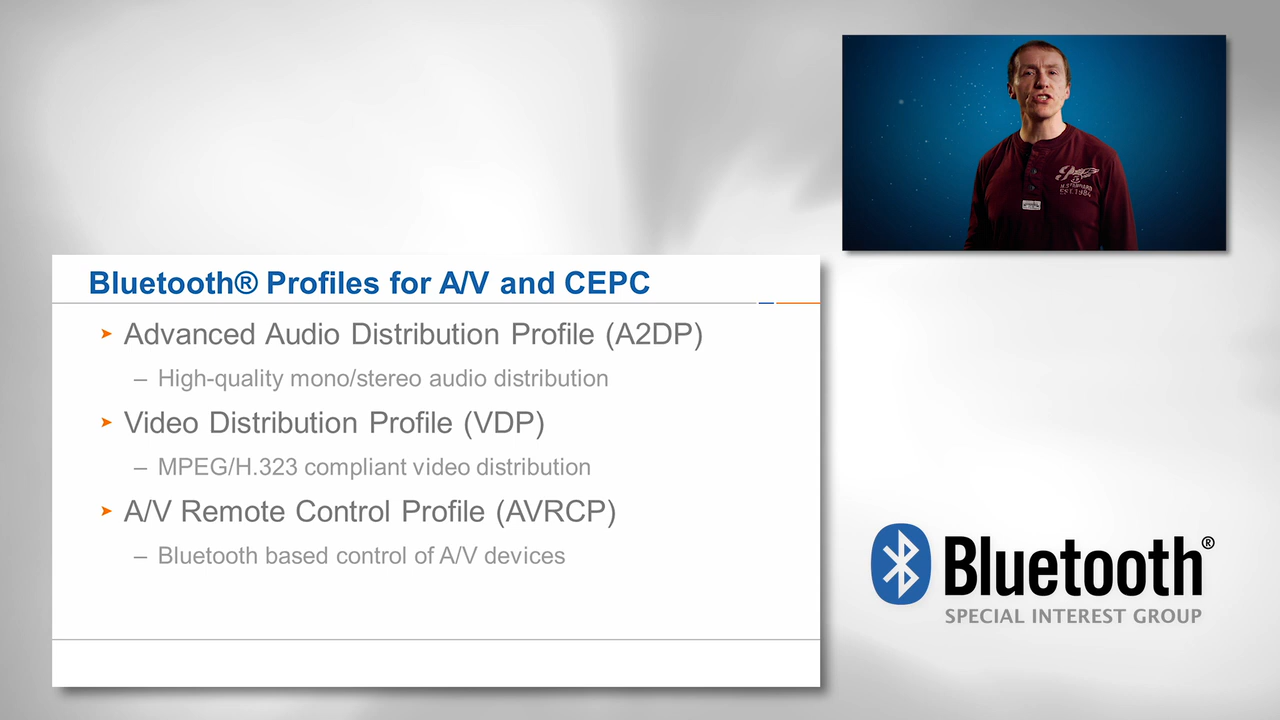 Bluetooth® Profiles for A/V and CEPC
➤ Advanced Audio Distribution Profile (A2DP)
– High-quality mono/stereo audio distribution
➤ Video Distribution Profile (VDP)
– MPEG/H.323 compliant video distribution
➤ A/V Remote Control Profile (AVRCP)
– Bluetooth based control of A/V devices
EST.1984
Bluetooth®
SPECIAL INTEREST GROUP